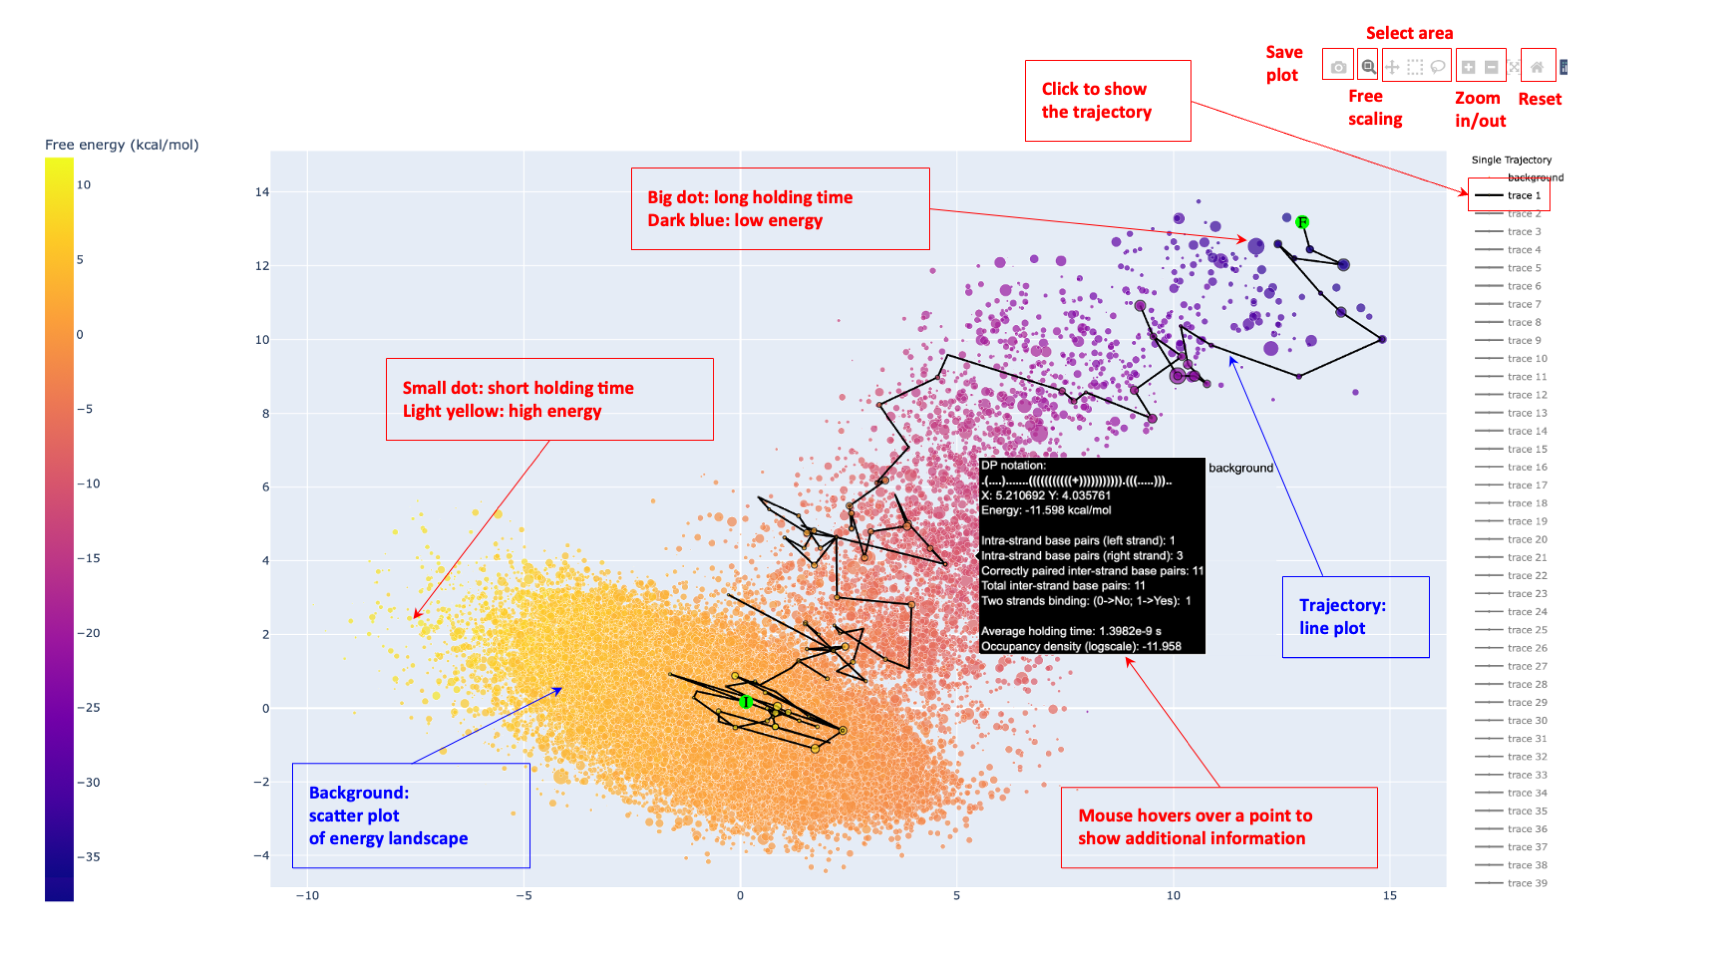 Select area
Save
plot
Free
scaling
Zoom
in/out
Reset
Click to show
the trajectory
Free energy (kcal/mol)
10
5
0
−5
−10
−15
−20
−25
−30
−35
Big dot: long holding time
Dark blue: low energy
Small dot: short holding time
Light yellow: high energy
14
12
10
8
6
4
2
0
−2
−4
−10
−5
0
5
10
15
F
I
DP notation:
X: 5.210692 Y: 4.035761
Energy: -11.598 kcal/mol
Intra-strand base pairs (left strand): 1
Intra-strand base pairs (right strand): 3
Correctly paired inter-strand base pairs: 11
Total inter-strand base pairs: 11
Two strands binding: (0->No; 1->Yes): 1
Average holding time: 1.3982e-9 s
Occupancy density (logscale): -11.958
background
Trajectory:
line plot
Background:
scatter plot
of energy landscape
Mouse hovers over a point to
show additional information
Single Trajectory
background
trace 1
trace 2
trace 3
trace 4
trace 5
trace 6
trace 7
trace 8
trace 9
trace 10
trace 11
trace 12
trace 13
trace 14
trace 15
trace 16
trace 17
trace 18
trace 19
trace 20
trace 21
trace 22
trace 23
trace 24
trace 25
trace 26
trace 27
trace 28
trace 29
trace 30
trace 31
trace 32
trace 33
trace 34
trace 35
trace 36
trace 37
trace 38
trace 39